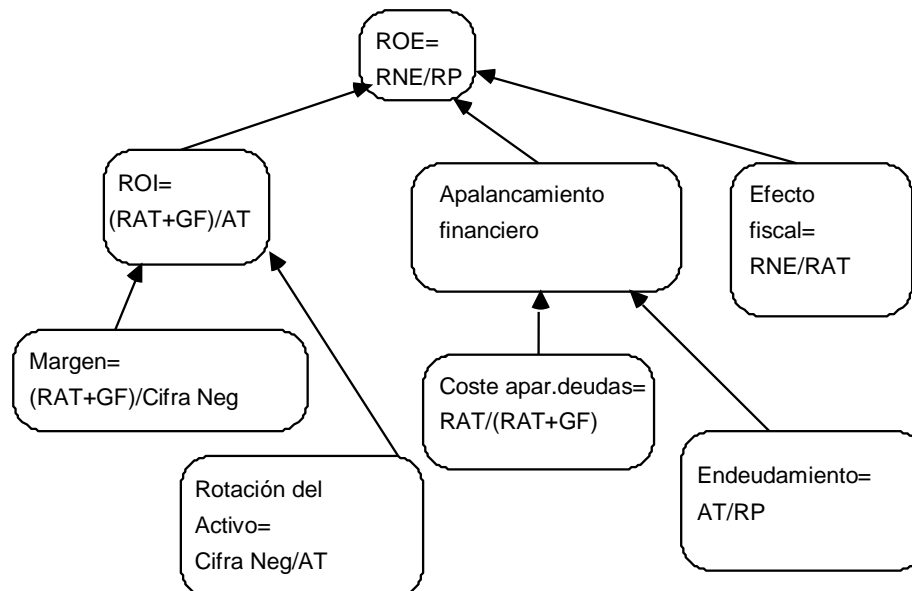 ROE=
RNE/RP
ROI=
(RAT+GF)/AT
Apalancamiento
financiero
Efecto
fiscal=
RNE/RAT
Margen=
(RAT+GF)/Cifra Neg
Coste apar.deudas=
RAT/(RAT+GF)
Rotación del
Activo=
Cifra Neg/AT
Endeudamiento=
AT/RP